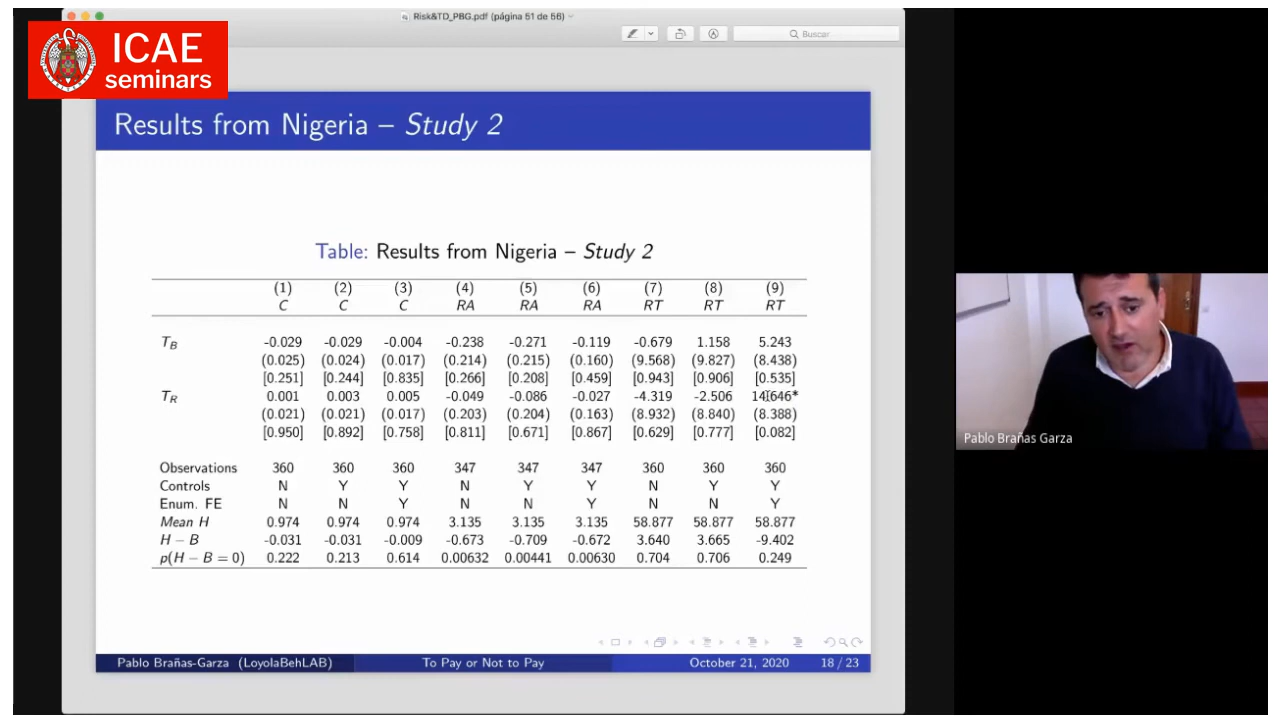 Risk&TD_PBG.pdf (página 51 de 56)
Buscar
ICAE
seminars
Results from Nigeria – Study 2
Table: Results from Nigeria – Study 2
(1) (2) (3) (4) (5) (6) (7) (8) (9)
C C C RA RA RA RT RT RT
T_B -0.029 -0.029 -0.004 -0.238 -0.271 -0.119 -0.679 1.158 5.243
(0.025) (0.024) (0.017) (0.214) (0.215) (0.160) (9.568) (9.827) (8.438)
[0.251] [0.244] [0.835] [0.266] [0.208] [0.459] [0.943] [0.906] [0.535]
T_R 0.001 0.003 0.005 -0.049 -0.086 -0.027 -4.319 -2.506 14.646*
(0.021) (0.021) (0.017) (0.203) (0.204) (0.163) (8.932) (8.840) (8.388)
[0.950] [0.892] [0.758] [0.811] [0.671] [0.867] [0.629] [0.777] [0.082]
Observations 360 360 360 347 347 347 360 360 360
Controls N Y Y N Y Y N Y Y
Enum. FE N N Y N N Y N N Y
Mean H 0.974 0.974 0.974 3.135 3.135 3.135 58.877 58.877 58.877
H − B -0.031 -0.031 -0.009 -0.673 -0.709 -0.672 3.640 3.665 -9.402
p(H − B = 0) 0.222 0.213 0.614 0.00632 0.00441 0.00630 0.704 0.706 0.249
Pablo Brañas-Garza (LoyolaBehLAB) To Pay or Not to Pay October 21, 2020 18 / 23
Pablo Brañas Garza